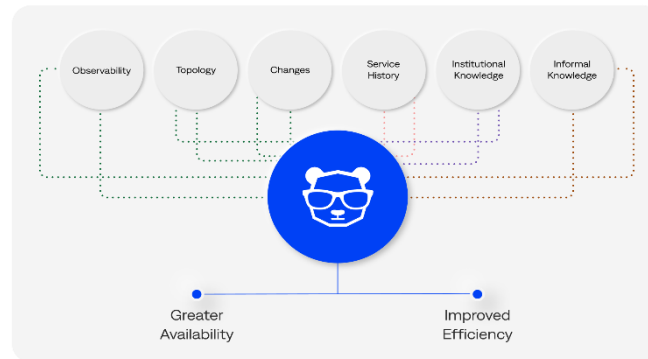 Observability
Topology
Changes
Service
History
Institutional
Knowledge
Informal
Knowledge
Greater
Availability
Improved
Efficiency